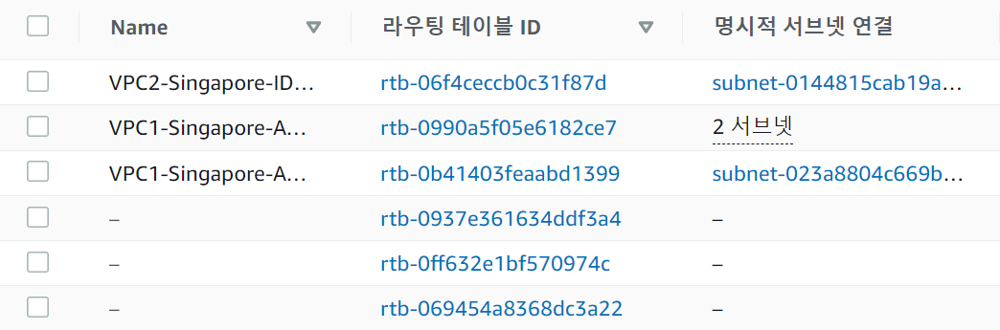 Name 라우팅 테이블 ID 명시적 서브넷 연결
VPC2-Singapore-ID... rtb-06f4ceccb0c31f87d subnet-0144815cab19a...
VPC1-Singapore-A... rtb-0990a5f05e6182ce7 2 서브넷
VPC1-Singapore-A... rtb-0b41403feaabd1399 subnet-023a8804c669b...
– rtb-0937e361634ddf3a4 –
– rtb-0ff632e1bf570974c –
– rtb-069454a8368dc3a22 –